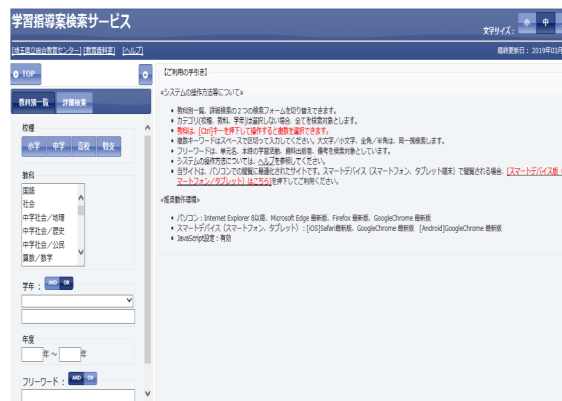 学習指導案検索サービス
文字サイズ： 小 中
[埼玉県立総合教育センター] [教育資料室] [ヘルプ]
最終更新日： 2019年03月
TOP
教科別一覧 詳細検索
校種
小学 中学 高校 特支
教科
国語
社会
中学社会／地理
中学社会／歴史
中学社会／公民
算数／数学
学年： AND OR
年度
年～ 年
フリーワード： AND OR
【ご利用の手引き】
≪システムの操作方法等について≫
• 教科別一覧、詳細検索の２つの検索フォームを切り替えできます。
• カテゴリ(校種、教科、学年)は選択しない場合、全てを検索対象とします。
• 教科は、[Ctrl]キーを押下して操作すると複数を選択できます。
• 複数キーワードはスペースで区切って入力してください。大文字／小文字、全角／半角は、同一視検索します。
• フリーワードは、単元名、本時の学習活動、資料出版者、備考を検索対象としています。
• システムの操作方法については、ヘルプを参照してください。
• 当サイトは、パソコンでの閲覧に最適化されたサイトです。スマートデバイス（スマートフォン、タブレット端末）で閲覧される場合、[スマートデバイス版（
マートフォン／タブレット）はこちら]を押下してご利用ください。
≪推奨動作環境≫
• パソコン：Internet Explorer 8以降、Microsoft Edge 最新版、Firefox 最新版、GoogleChrome 最新版
• スマートデバイス（スマートフォン、タブレット）：[iOS]Safari最新版、GoogleChrome 最新版 [Android]GoogleChrome 最新版
• JavaScript設定：有効